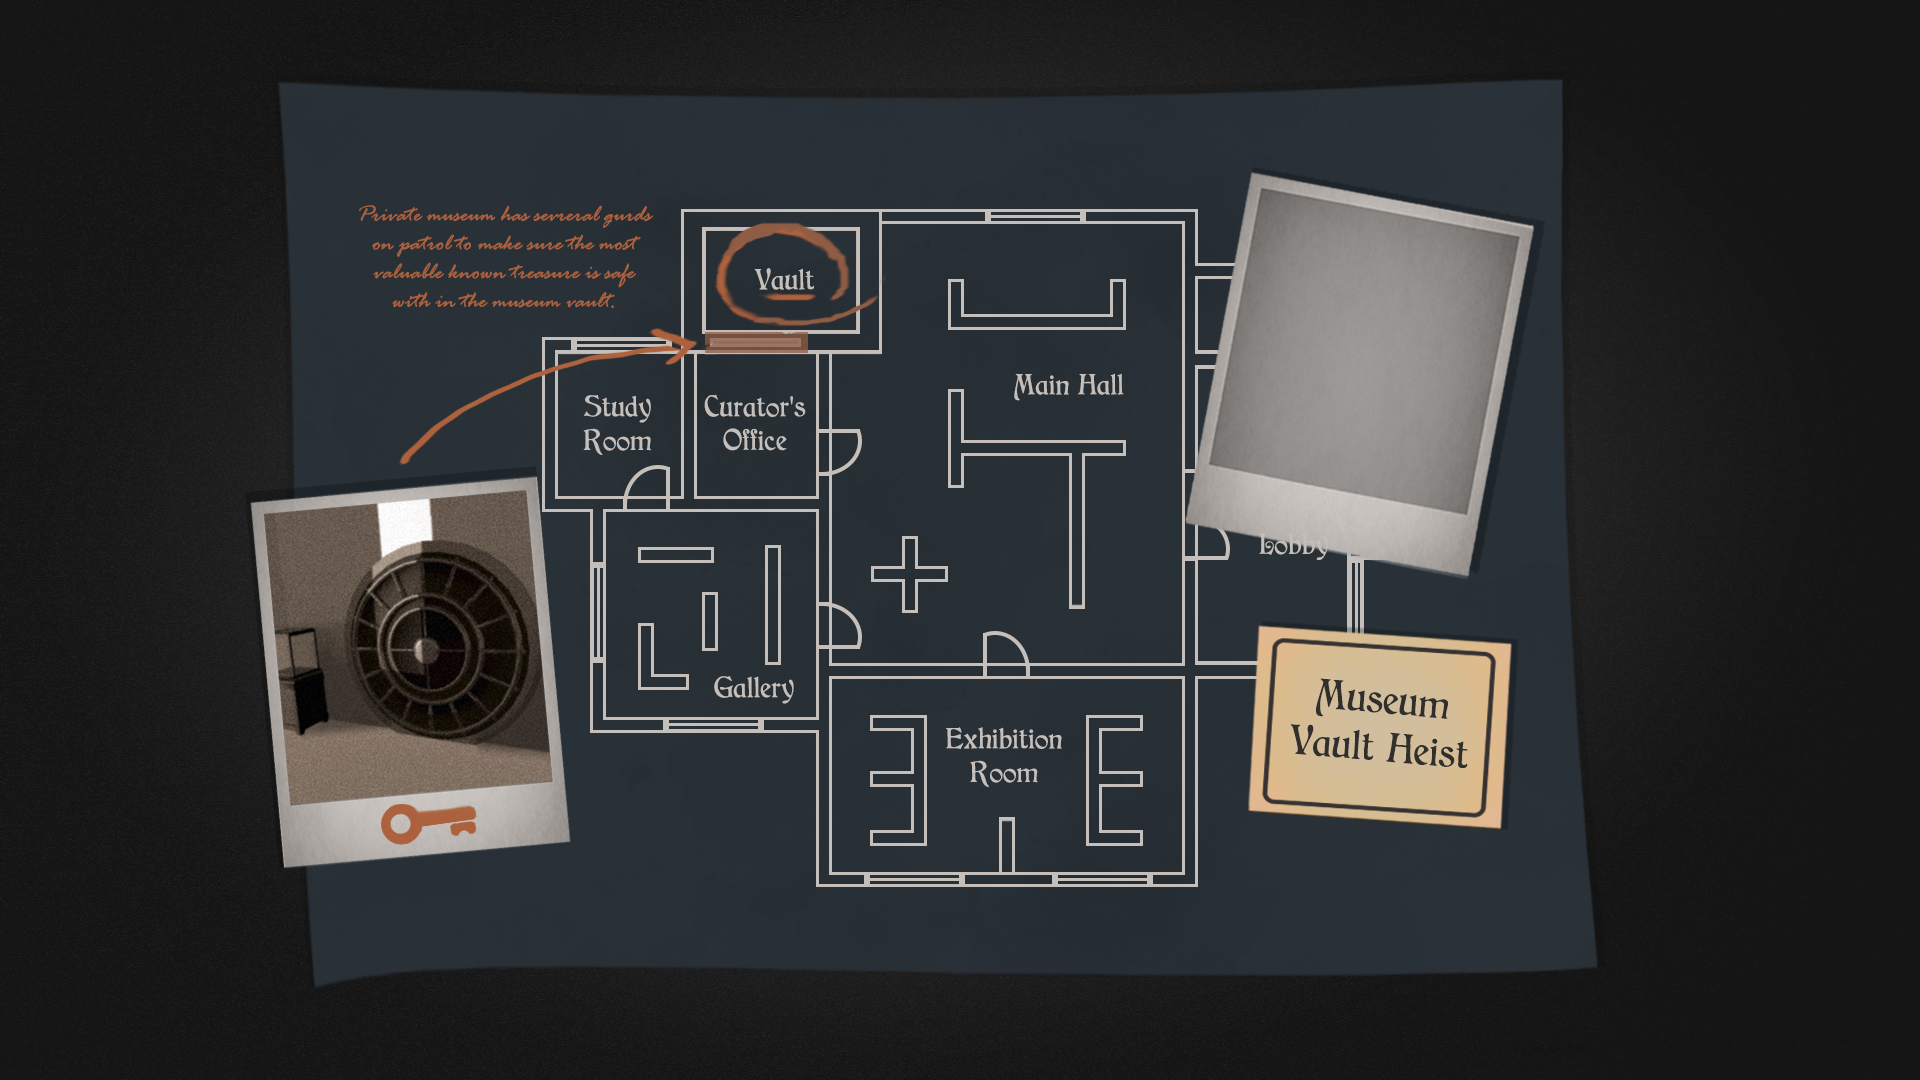 Private museum has sevreral gurds
on patrol to make sure the most
valuable known treasure is safe
with in the museum vault.
Vault
Main Hall
Study
Room
Curator's
Office
Lobby
Gallery
Exhibition
Room
Museum
Vault Heist